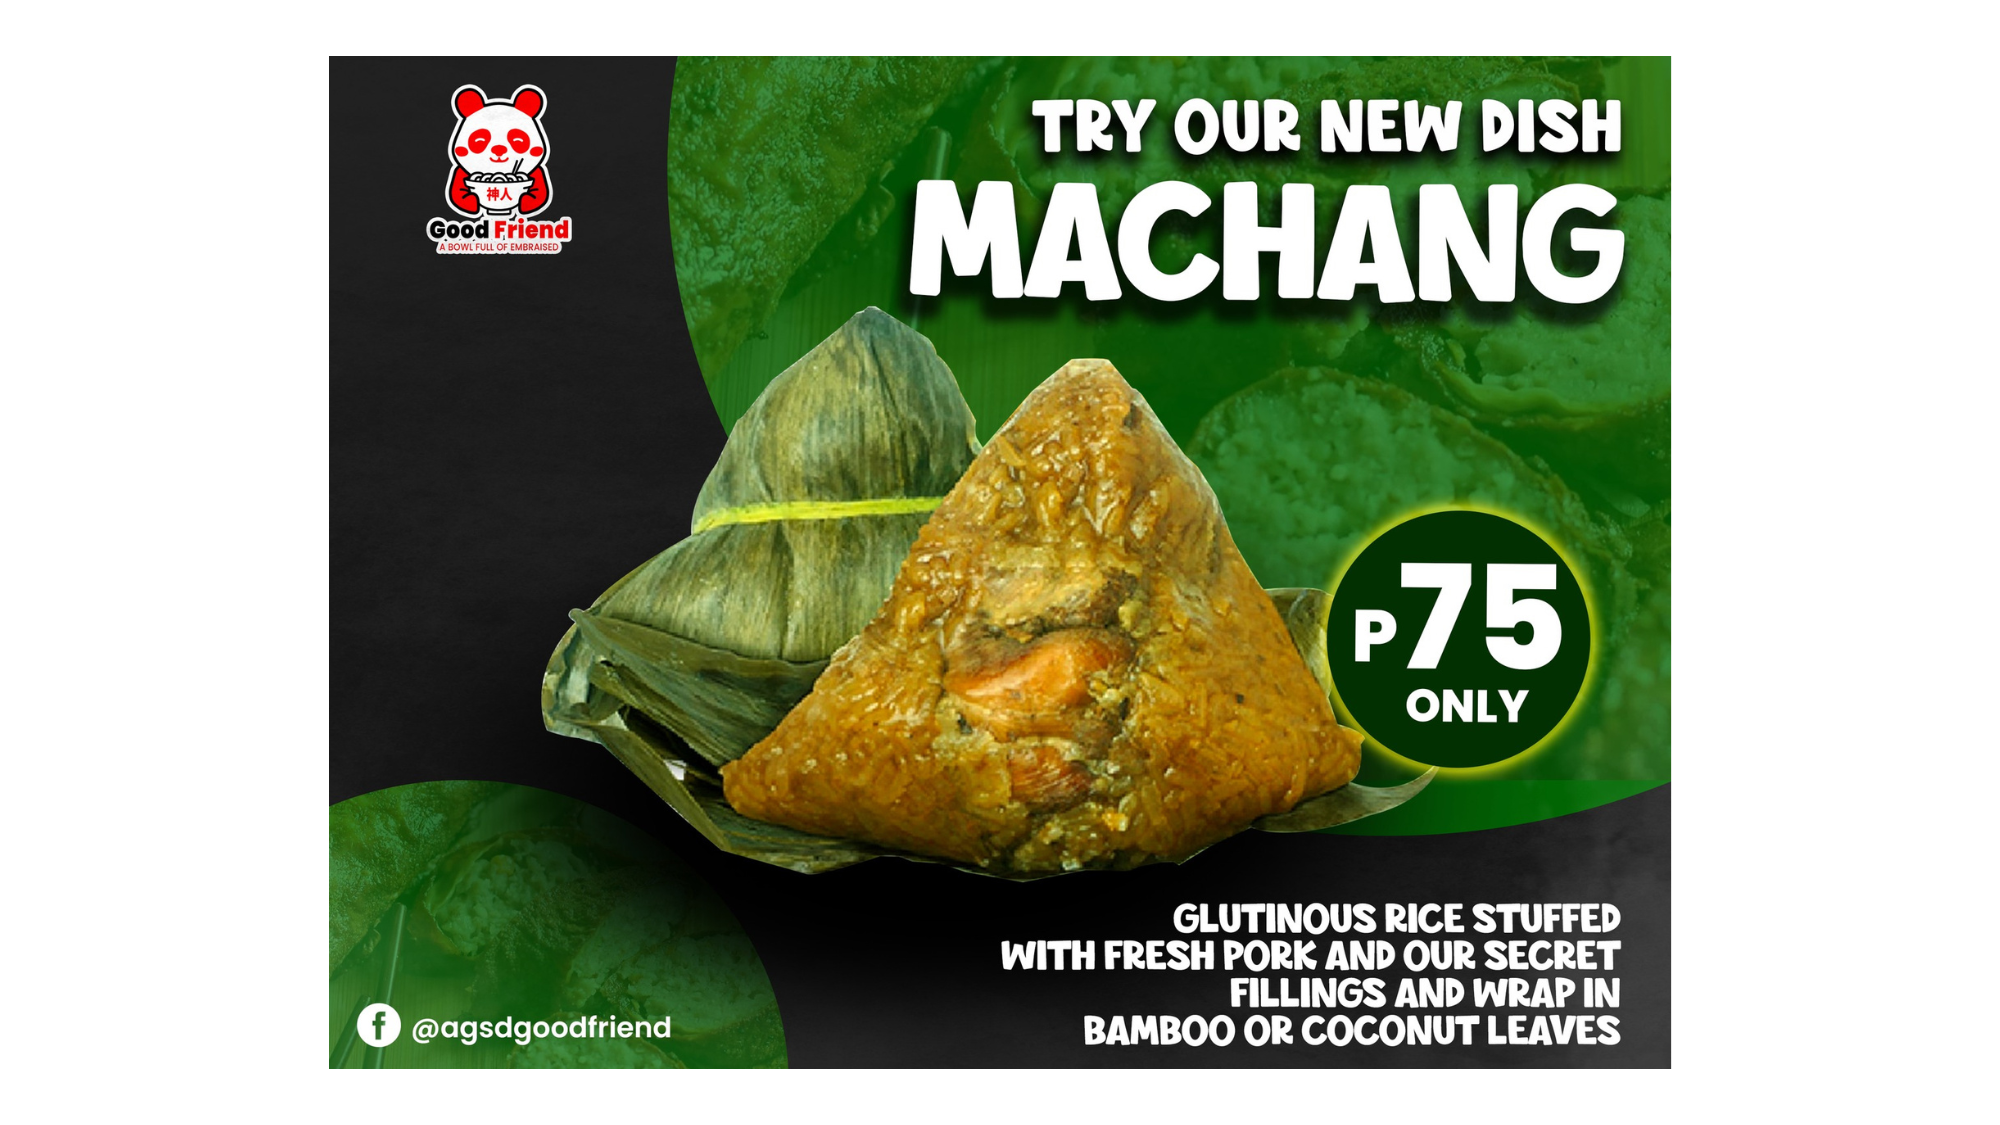 神人
Good Friend
A BOWL FULL OF EMBRAISED
TRY OUR NEW DISH
MACHANG
P75
ONLY
GLUTINOUS RICE STUFFED
WITH FRESH PORK AND OUR SECRET
FILLINGS AND WRAP IN
BAMBOO OR COCONUT LEAVES
f @agsdgoodfriend